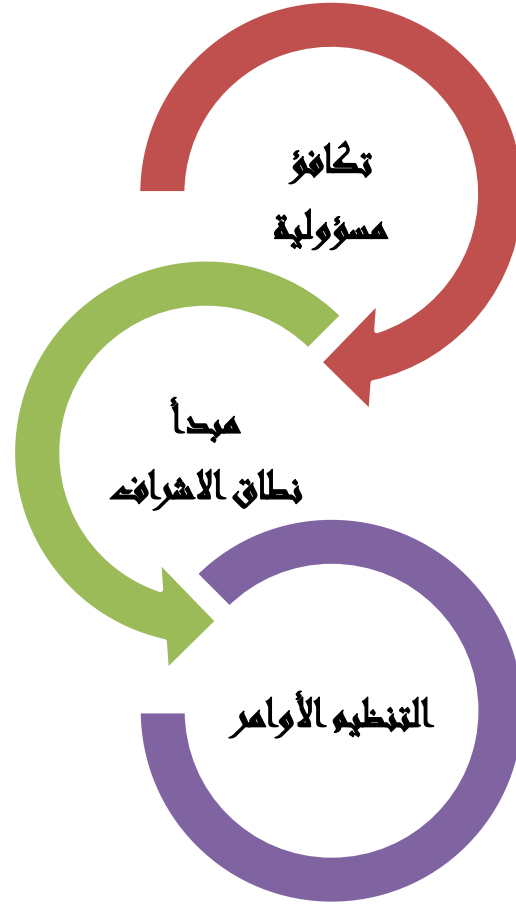 تكافؤ
مسؤولية
مبدأ
نطاق الاشراف
التنظيم الأوامر